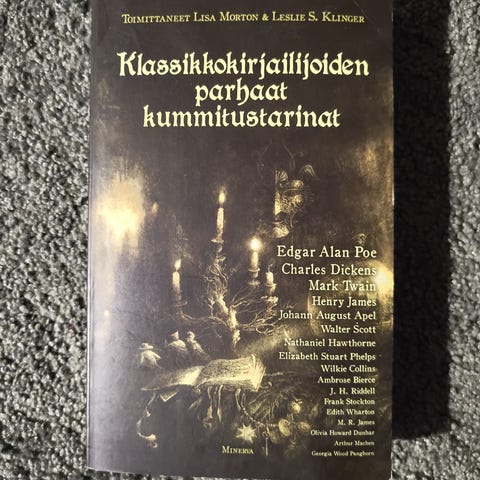 Toimittaneet Lisa Morton & Leslie S. Klinger
Klassikkokirjailijoiden
parhaat
kummitustarinat
Edgar Alan Poe
Charles Dickens
Mark Twain
Henry James
Johann August Apel
Walter Scott
Nathaniel Hawthorne
Elizabeth Stuart Phelps
Wilkie Collins
Ambrose Bierce
J. H. Riddell
Frank Stockton
Edith Wharton
M. R. James
Olivia Howard Dunbar
Arthur Machen
Georgia Wood Pangborn
Minerva